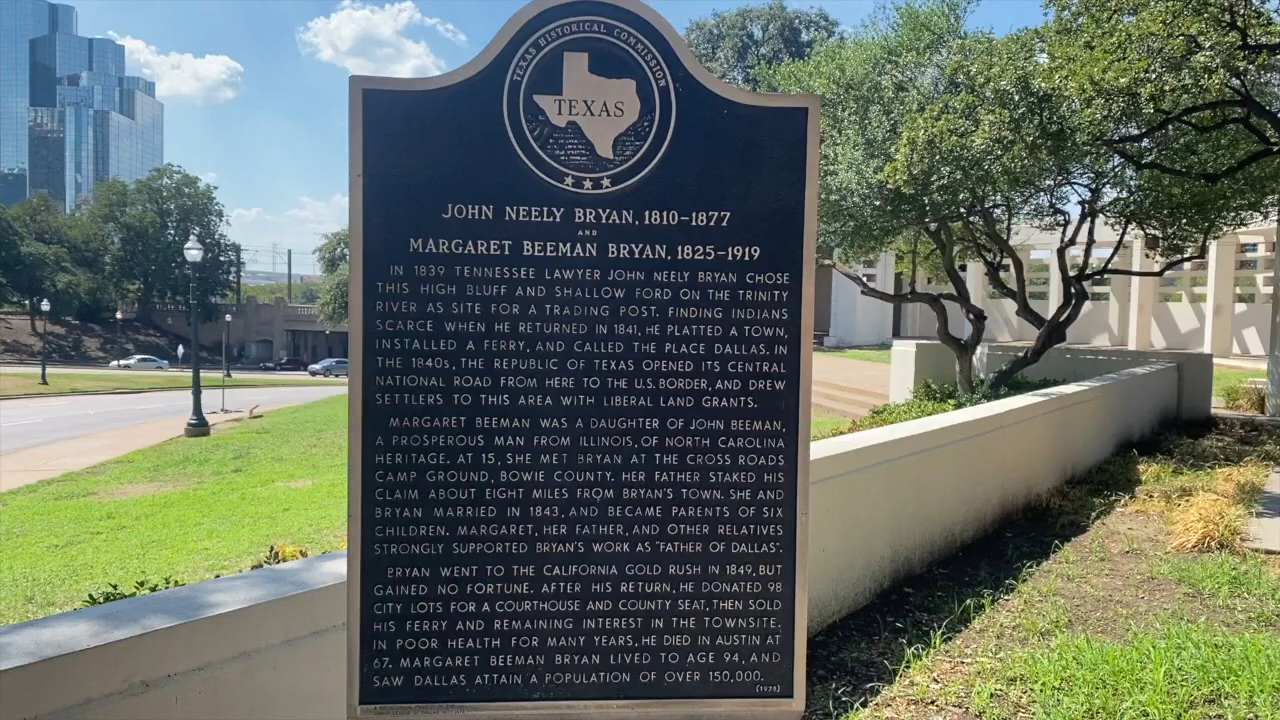 TEXAS HISTORICAL COMMISSION
TEXAS
JOHN NEELY BRYAN, 1810–1877
AND
MARGARET BEEMAN BRYAN, 1825–1919
IN 1839 TENNESSEE LAWYER JOHN NEELY BRYAN CHOSE
THIS HIGH BLUFF AND SHALLOW FORD ON THE TRINITY
RIVER AS SITE FOR A TRADING POST. FINDING INDIANS
SCARCE WHEN HE RETURNED IN 1841, HE PLATTED A TOWN,
INSTALLED A FERRY, AND CALLED THE PLACE DALLAS. IN
THE 1840s, THE REPUBLIC OF TEXAS OPENED ITS CENTRAL
NATIONAL ROAD FROM HERE TO THE U.S. BORDER, AND DREW
SETTLERS TO THIS AREA WITH LIBERAL LAND GRANTS.
MARGARET BEEMAN WAS A DAUGHTER OF JOHN BEEMAN,
A PROSPEROUS MAN FROM ILLINOIS, OF NORTH CAROLINA
HERITAGE. AT 15, SHE MET BRYAN AT THE CROSS ROADS
CAMP GROUND, BOWIE COUNTY. HER FATHER STAKED HIS
CLAIM ABOUT EIGHT MILES FROM BRYAN'S TOWN. SHE AND
BRYAN MARRIED IN 1843, AND BECAME PARENTS OF SIX
CHILDREN. MARGARET, HER FATHER, AND OTHER RELATIVES
STRONGLY SUPPORTED BRYAN'S WORK AS "FATHER OF DALLAS".
BRYAN WENT TO THE CALIFORNIA GOLD RUSH IN 1849, BUT
GAINED NO FORTUNE. AFTER HIS RETURN, HE DONATED 98
CITY LOTS FOR A COURTHOUSE AND COUNTY SEAT, THEN SOLD
HIS FERRY AND REMAINING INTEREST IN THE TOWNSITE.
IN POOR HEALTH FOR MANY YEARS, HE DIED IN AUSTIN AT
67. MARGARET BEEMAN BRYAN LIVED TO AGE 94, AND
SAW DALLAS ATTAIN A POPULATION OF OVER 150,000.
(1978)